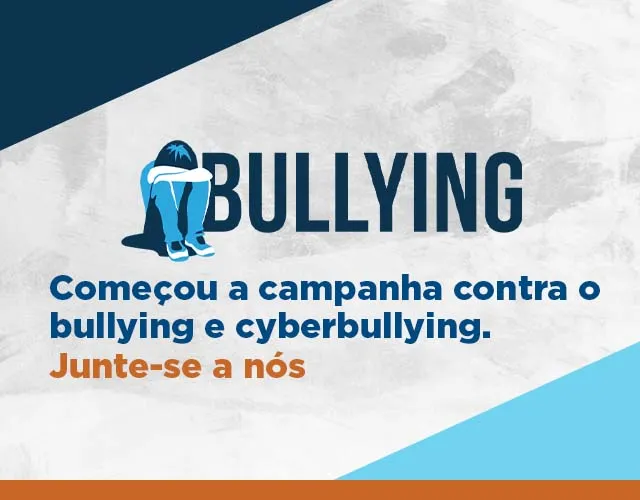 BULLYING
Começou a campanha contra o
bullying e cyberbullying.
Junte-se a nós